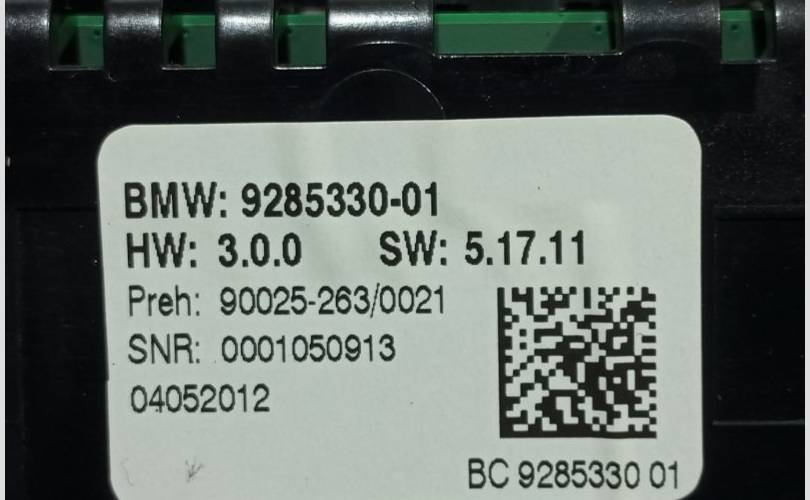 BMW: 9285330-01
HW: 3.0.0 SW: 5.17.11
Preh: 90025-263/0021
SNR: 0001050913
04052012
BC 9285330 01